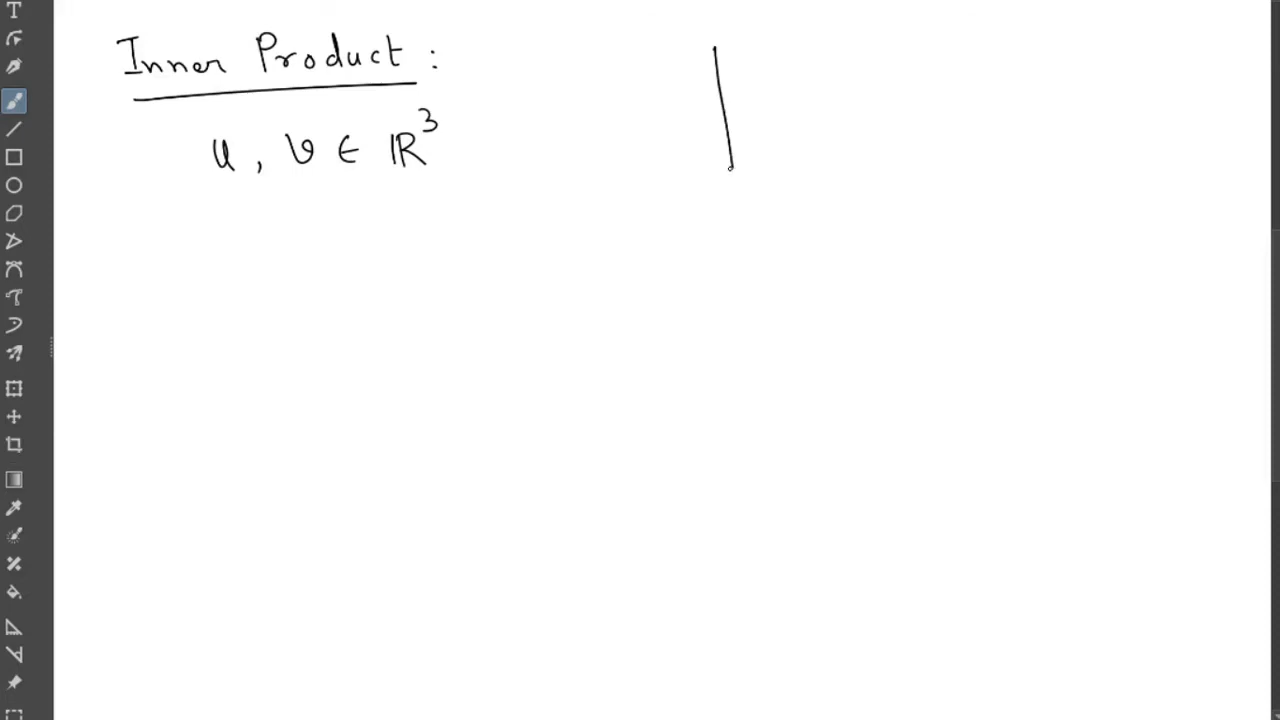 Inner Product :
u , v ∈ ℝ³